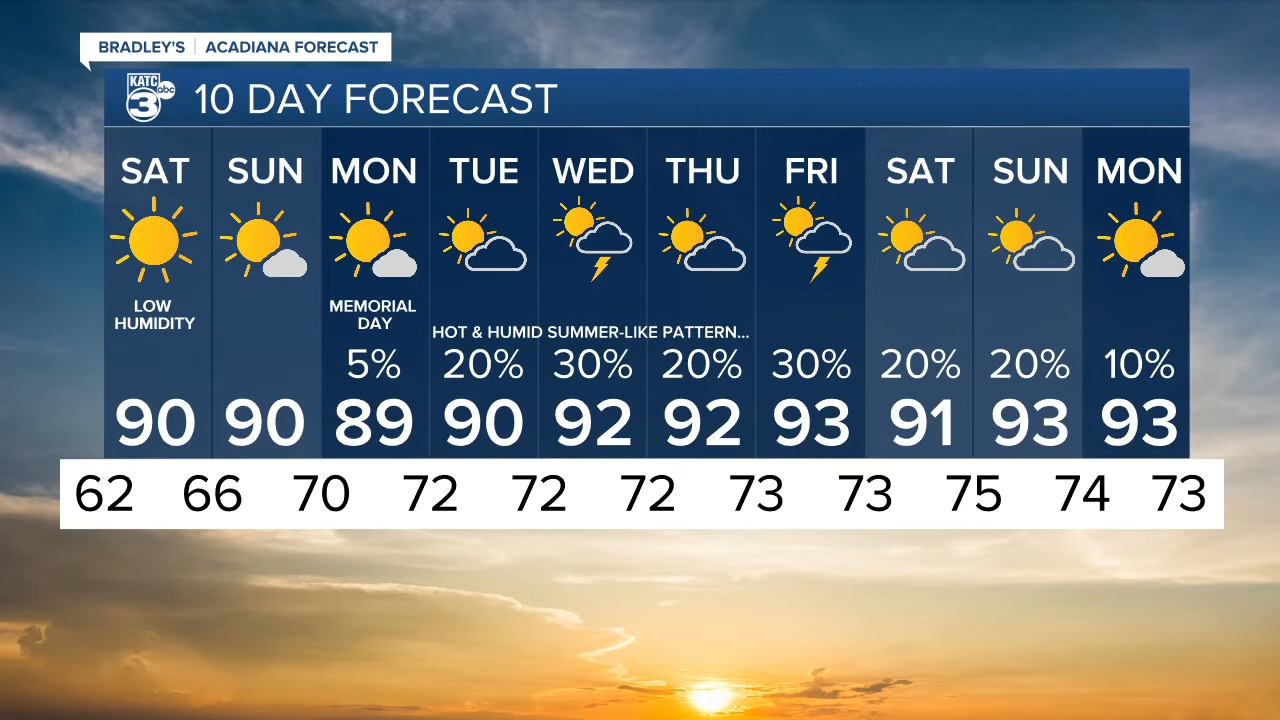 BRADLEY'S | ACADIANA FORECAST
KATC
3
abc
10 DAY FORECAST
SAT SUN MON TUE WED THU FRI SAT SUN MON
LOW
HUMIDITY
MEMORIAL
DAY
HOT & HUMID SUMMER-LIKE PATTERN...
5% 20% 30% 20% 30% 20% 20% 10%
90 90 89 90 92 92 93 91 93 93
62 66 70 72 72 72 73 73 75 74 73